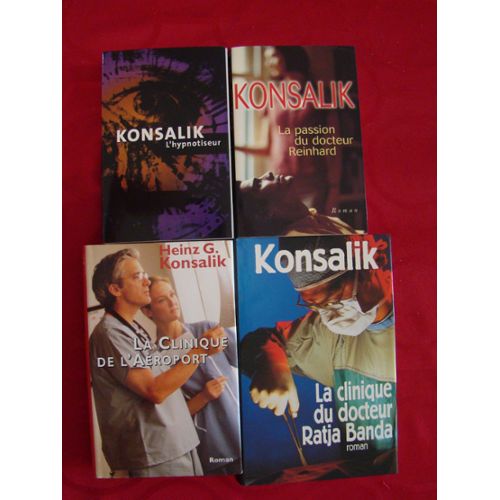 KONSALIK
L'hypnotiseur
KONSALIK
La passion
du docteur
Reinhard
Roman
Heinz G.
Konsalik
LA CLINIQUE
DE L'AÉROPORT
Roman
Konsalik
La clinique
du docteur
Ratja Banda
roman